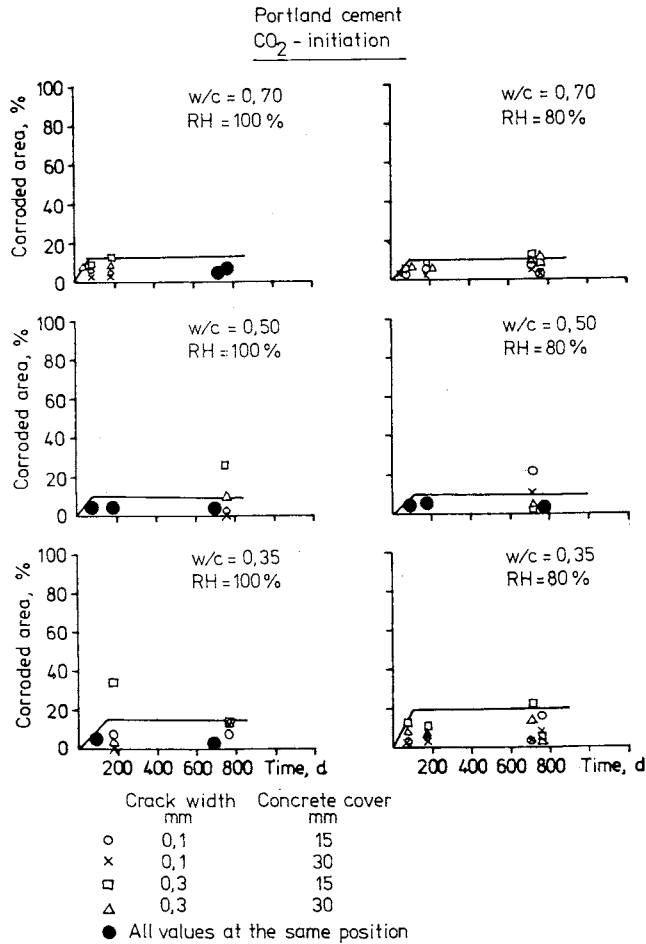 Portland cement
CO2 - initiation
Corroded area, %
100
80
60
40
20
0
w/c = 0,70
RH = 100 %
w/c = 0,70
RH = 80 %
Corroded area, %
100
80
60
40
20
0
w/c = 0,50
RH = 100 %
w/c = 0,50
RH = 80 %
Corroded area, %
100
80
60
40
20
0
w/c = 0,35
RH = 100 %
w/c = 0,35
RH = 80 %
200 400 600 800 Time, d
200 400 600 800 Time, d
Crack width Concrete cover
mm mm
○ 0,1 15
× 0,1 30
□ 0,3 15
△ 0,3 30
● All values at the same position